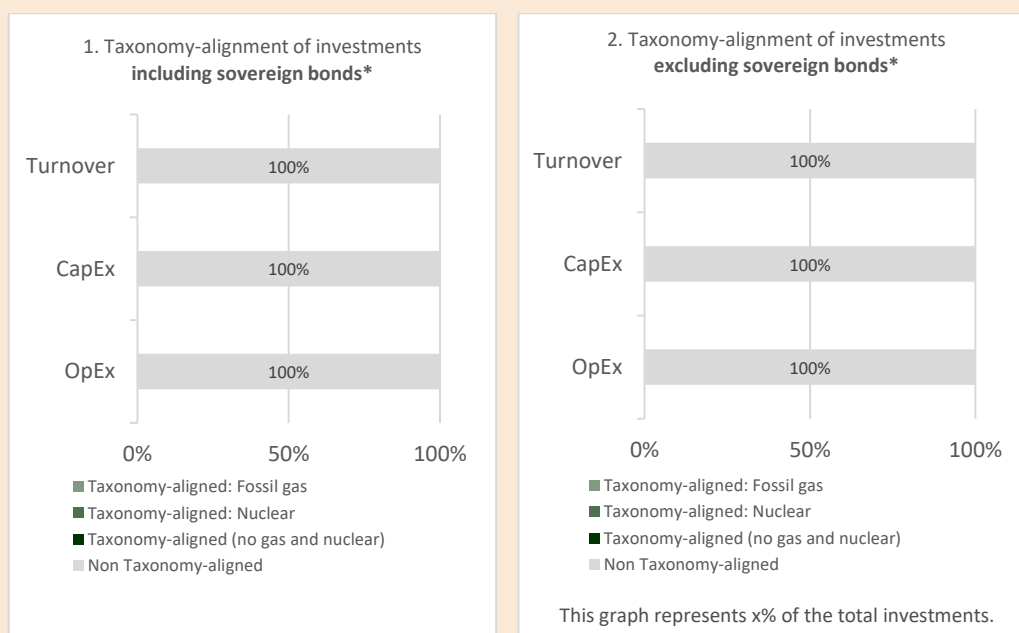 1. Taxonomy-alignment of investments
including sovereign bonds*
Turnover
100%
CapEx
100%
OpEx
100%
0%
50%
100%
Taxonomy-aligned: Fossil gas
Taxonomy-aligned: Nuclear
Taxonomy-aligned (no gas and nuclear)
Non Taxonomy-aligned
2. Taxonomy-alignment of investments
excluding sovereign bonds*
Turnover
100%
CapEx
100%
OpEx
100%
0%
50%
100%
Taxonomy-aligned: Fossil gas
Taxonomy-aligned: Nuclear
Taxonomy-aligned (no gas and nuclear)
Non Taxonomy-aligned
This graph represents x% of the total investments.